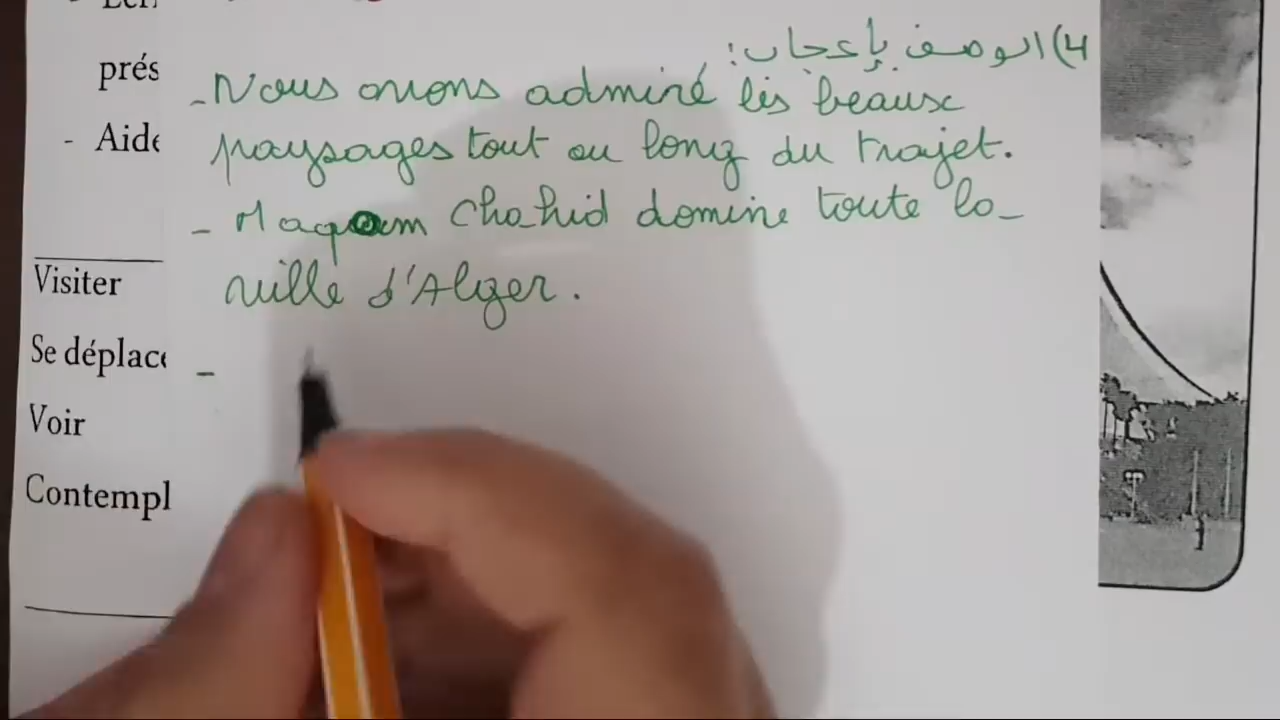 prés
- Aide
4) الوصف بإعجاب:
- Nous avons admiré les beaux
paysages tout au long du trajet.
- Maqam Chahid domine toute la
ville d'Alger.
-
Visiter
Se déplace
Voir
Contempl